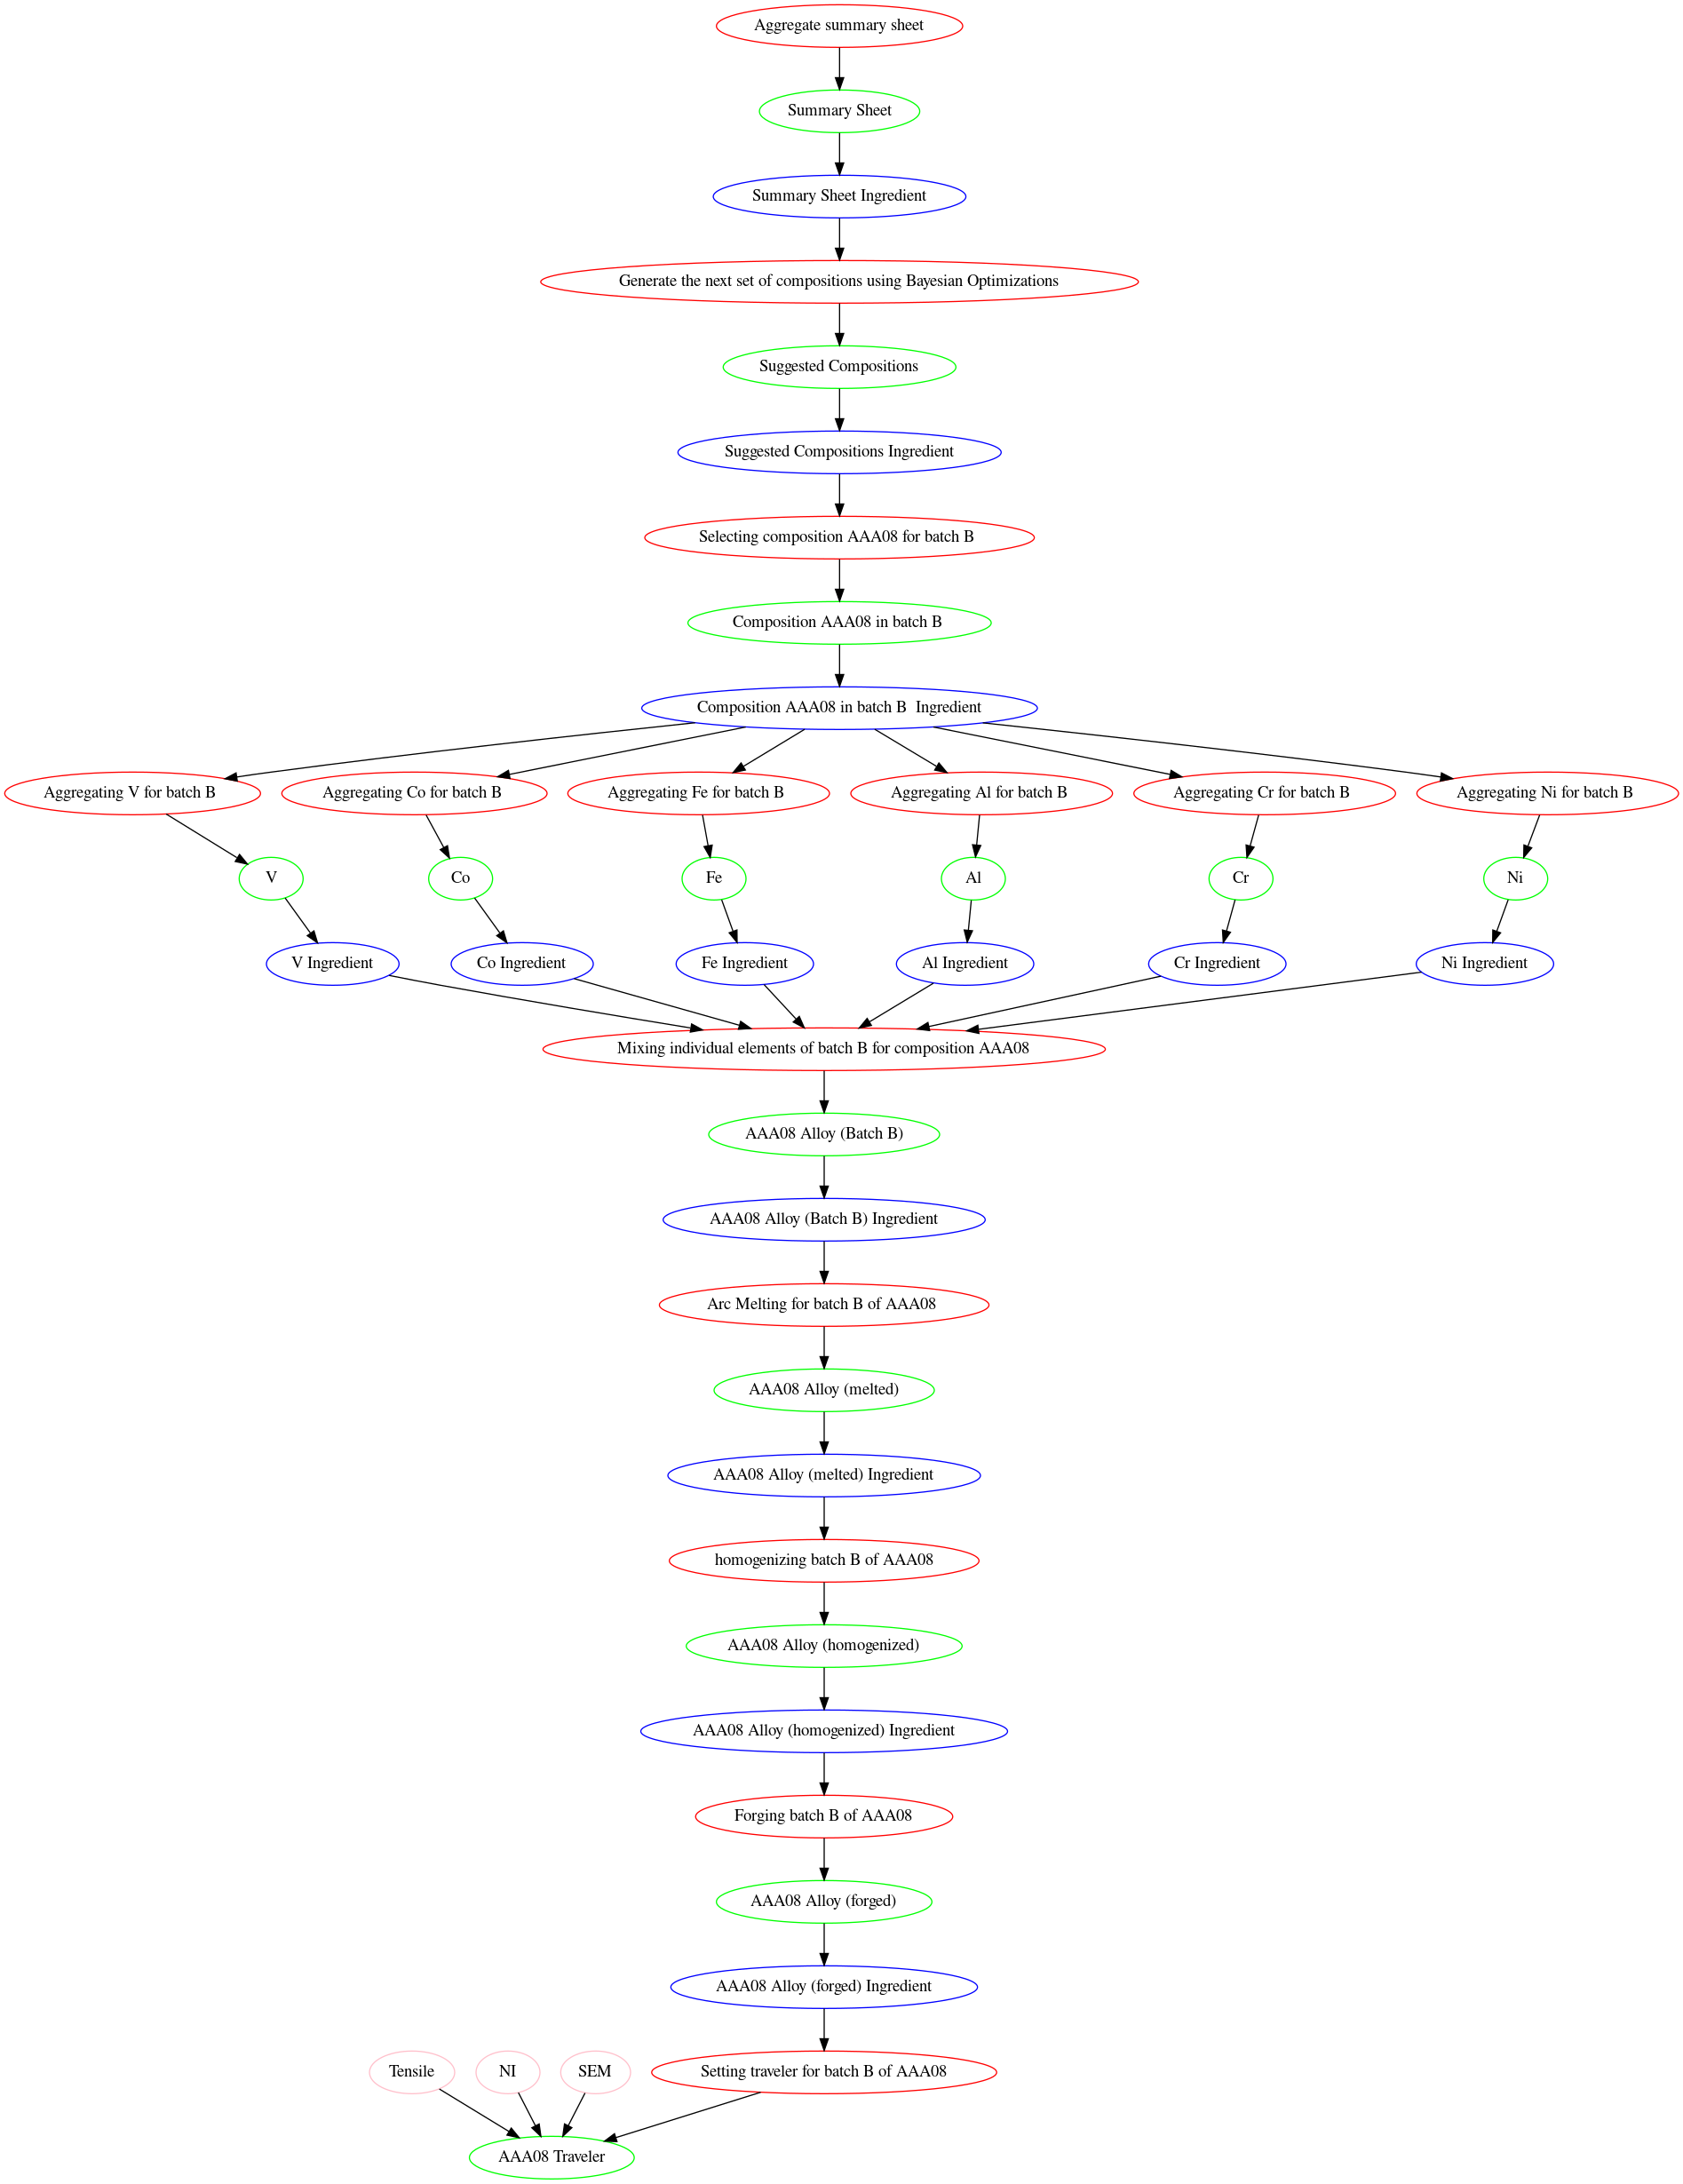 Aggregate summary sheet
Summary Sheet
Summary Sheet Ingredient
Generate the next set of compositions using Bayesian Optimizations
Suggested Compositions
Suggested Compositions Ingredient
Selecting composition AAA08 for batch B
Composition AAA08 in batch B
Composition AAA08 in batch B  Ingredient
Aggregating V for batch B
Aggregating Co for batch B
Aggregating Fe for batch B
Aggregating Al for batch B
Aggregating Cr for batch B
Aggregating Ni for batch B
V
Co
Fe
Al
Cr
Ni
V Ingredient
Co Ingredient
Fe Ingredient
Al Ingredient
Cr Ingredient
Ni Ingredient
Mixing individual elements of batch B for composition AAA08
AAA08 Alloy (Batch B)
AAA08 Alloy (Batch B) Ingredient
Arc Melting for batch B of AAA08
AAA08 Alloy (melted)
AAA08 Alloy (melted) Ingredient
homogenizing batch B of AAA08
AAA08 Alloy (homogenized)
AAA08 Alloy (homogenized) Ingredient
Forging batch B of AAA08
AAA08 Alloy (forged)
AAA08 Alloy (forged) Ingredient
Tensile
NI
SEM
Setting traveler for batch B of AAA08
AAA08 Traveler